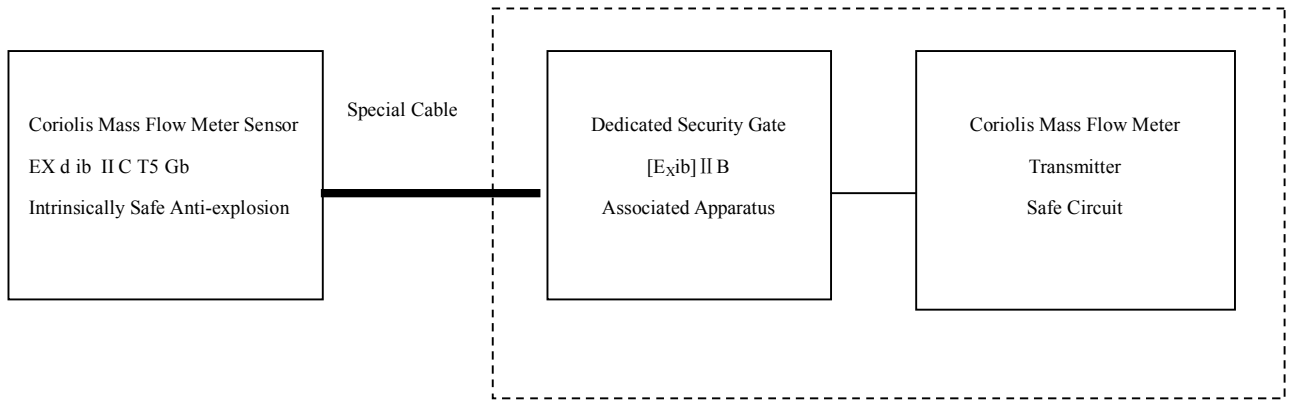 Coriolis Mass Flow Meter Sensor
EX d ib II C T5 Gb
Intrinsically Safe Anti-explosion
Special Cable
Dedicated Security Gate
[EXib] II B
Associated Apparatus
Coriolis Mass Flow Meter
Transmitter
Safe Circuit